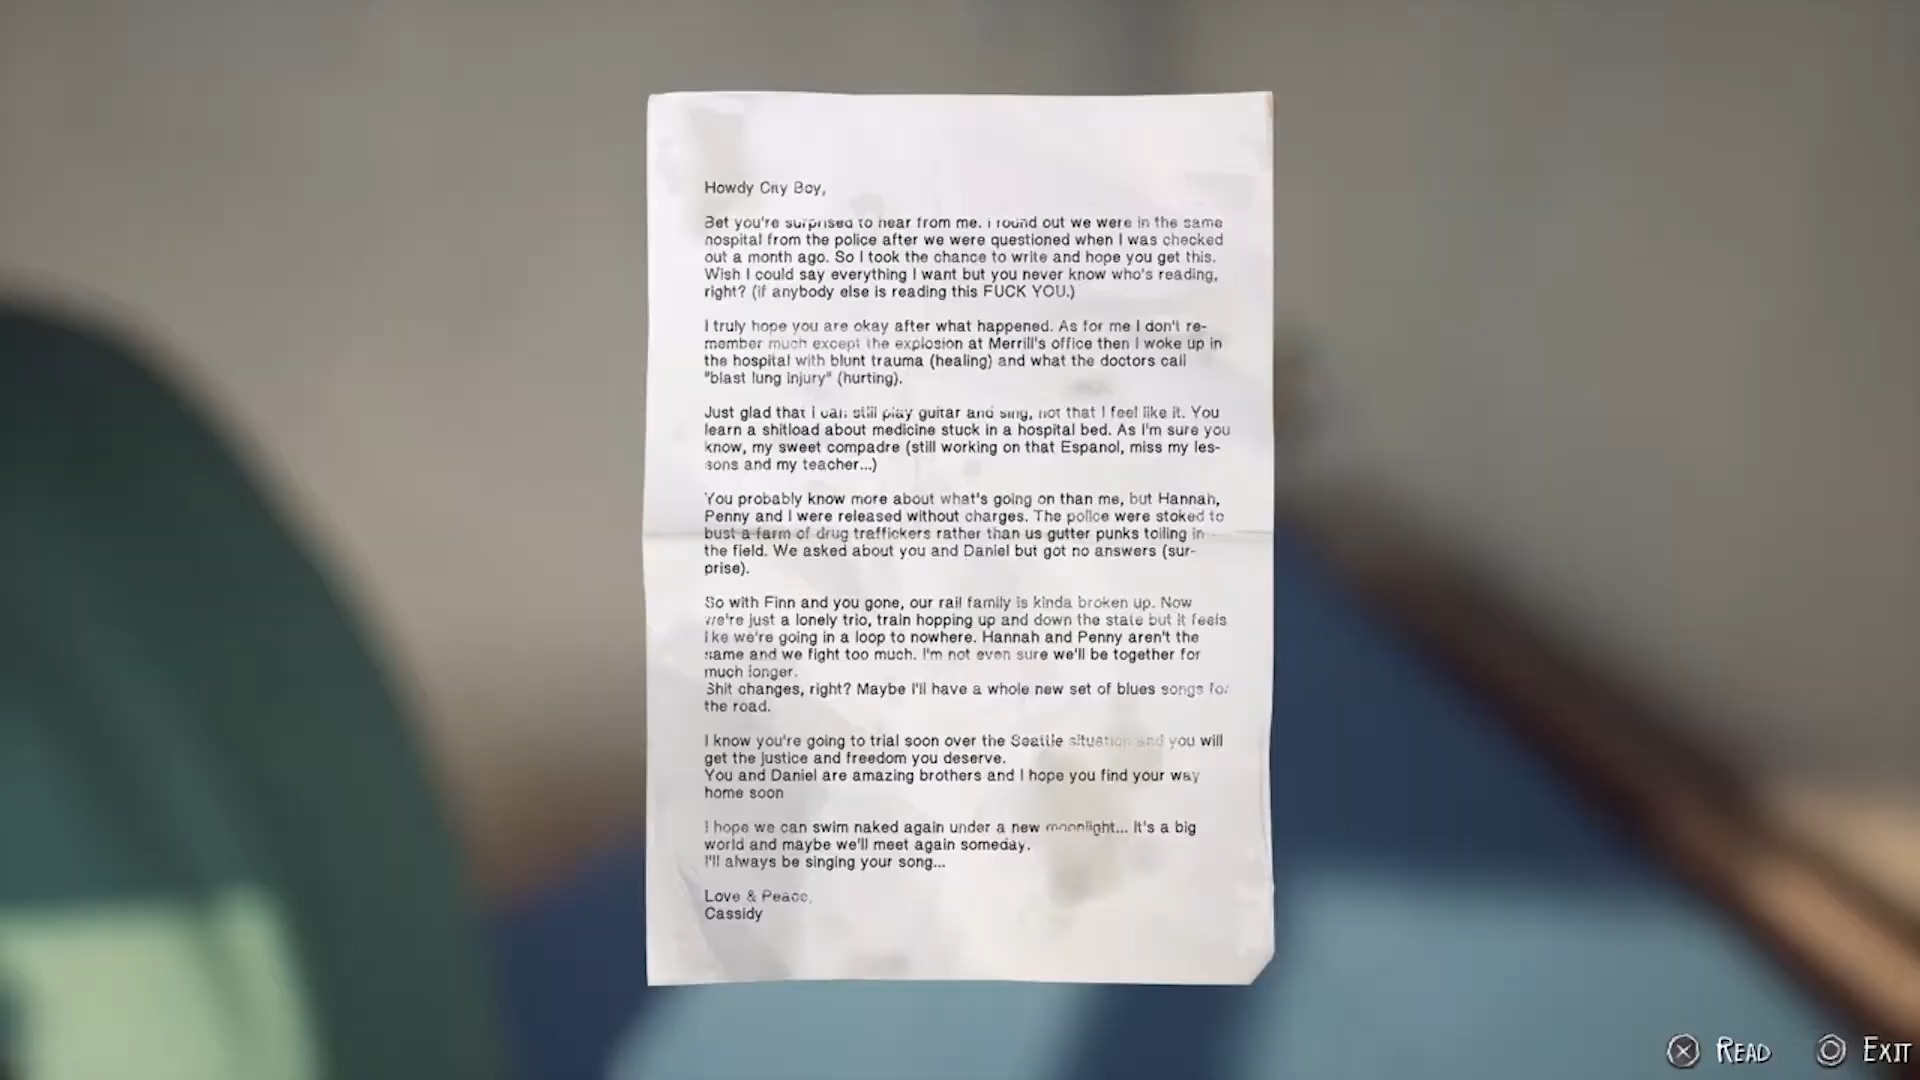 Howdy City Boy,
Bet you're surprised to hear from me. I found out we were in the same
hospital from the police after we were questioned when I was checked
out a month ago. So I took the chance to write and hope you get this.
Wish I could say everything I want but you never know who's reading,
right? (if anybody else is reading this FUCK YOU.)
I truly hope you are okay after what happened. As for me I don't re-
member much except the explosion at Merrill's office then I woke up in
the hospital with blunt trauma (healing) and what the doctors call
"blast lung injury" (hurting).
Just glad that I can still play guitar and sing, not that I feel like it. You
learn a shitload about medicine stuck in a hospital bed. As I'm sure you
know, my sweet compadre (still working on that Espanol, miss my les-
sons and my teacher...)
You probably know more about what's going on than me, but Hannah,
Penny and I were released without charges. The police were stoked to
bust a farm of drug traffickers rather than us gutter punks toiling in
the field. We asked about you and Daniel but got no answers (sur-
prise).
So with Finn and you gone, our rail family is kinda broken up. Now
we're just a lonely trio, train hopping up and down the state but it feels
like we're going in a loop to nowhere. Hannah and Penny aren't the
same and we fight too much. I'm not even sure we'll be together for
much longer.
Shit changes, right? Maybe I'll have a whole new set of blues songs for
the road.
I know you're going to trial soon over the Seattle situation and you will
get the justice and freedom you deserve.
You and Daniel are amazing brothers and I hope you find your way
home soon
I hope we can swim naked again under a new moonlight... It's a big
world and maybe we'll meet again someday.
I'll always be singing your song...
Love & Peace,
Cassidy
READ
EXIT